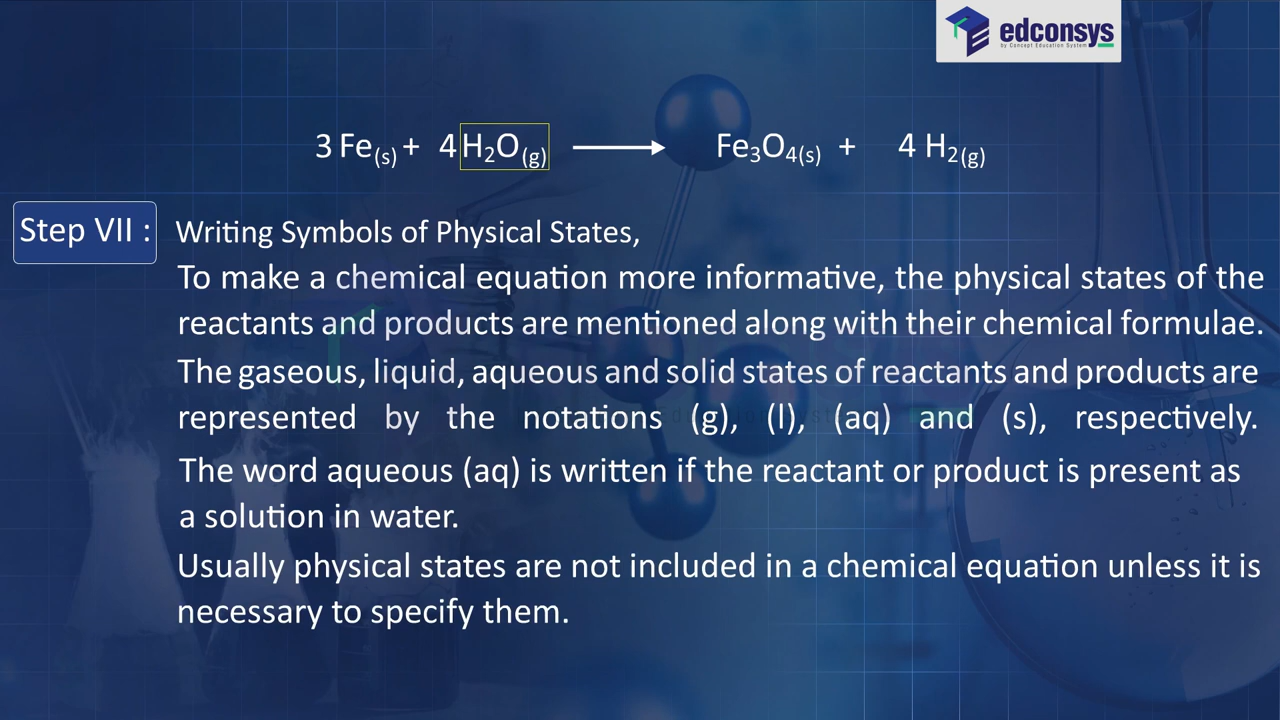 edconsys
by Concept Education System
3 Fe(s) + 4 H₂O(g) ⟶ Fe₃O₄(s) + 4 H₂(g)
Step VII : Writing Symbols of Physical States,
To make a chemical equation more informative, the physical states of the
reactants and products are mentioned along with their chemical formulae.
The gaseous, liquid, aqueous and solid states of reactants and products are
represented by the notations (g), (l), (aq) and (s), respectively.
The word aqueous (aq) is written if the reactant or product is present as
a solution in water.
Usually physical states are not included in a chemical equation unless it is
necessary to specify them.